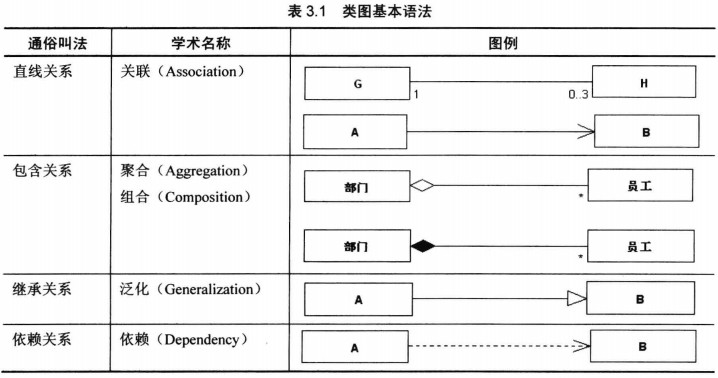 表 3.1 类图基本语法
通俗叫法 学术名称 图例
直线关系 关联（Association） G 1 0..3 H
A B
包含关系 聚合（Aggregation） 部门 * 员工
组合（Composition）
部门 * 员工
继承关系 泛化（Generalization） A B
依赖关系 依赖（Dependency） A B